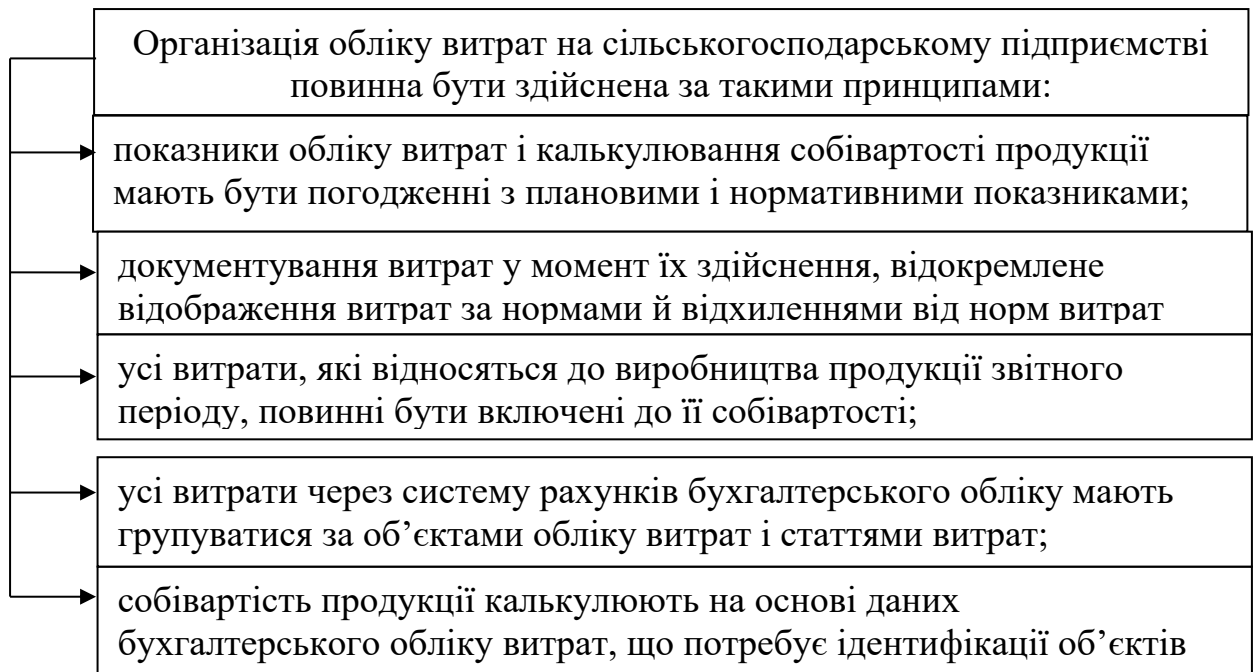 Організація обліку витрат на сільськогосподарському підприємстві
повинна бути здійснена за такими принципами:
показники обліку витрат і калькулювання собівартості продукції
мають бути погодженні з плановими і нормативними показниками;
документування витрат у момент їх здійснення, відокремлене
відображення витрат за нормами й відхиленнями від норм витрат
усі витрати, які відносяться до виробництва продукції звітного
періоду, повинні бути включені до її собівартості;
усі витрати через систему рахунків бухгалтерського обліку мають
групуватися за об’єктами обліку витрат і статтями витрат;
собівартість продукції калькулюють на основі даних
бухгалтерського обліку витрат, що потребує ідентифікації об’єктів